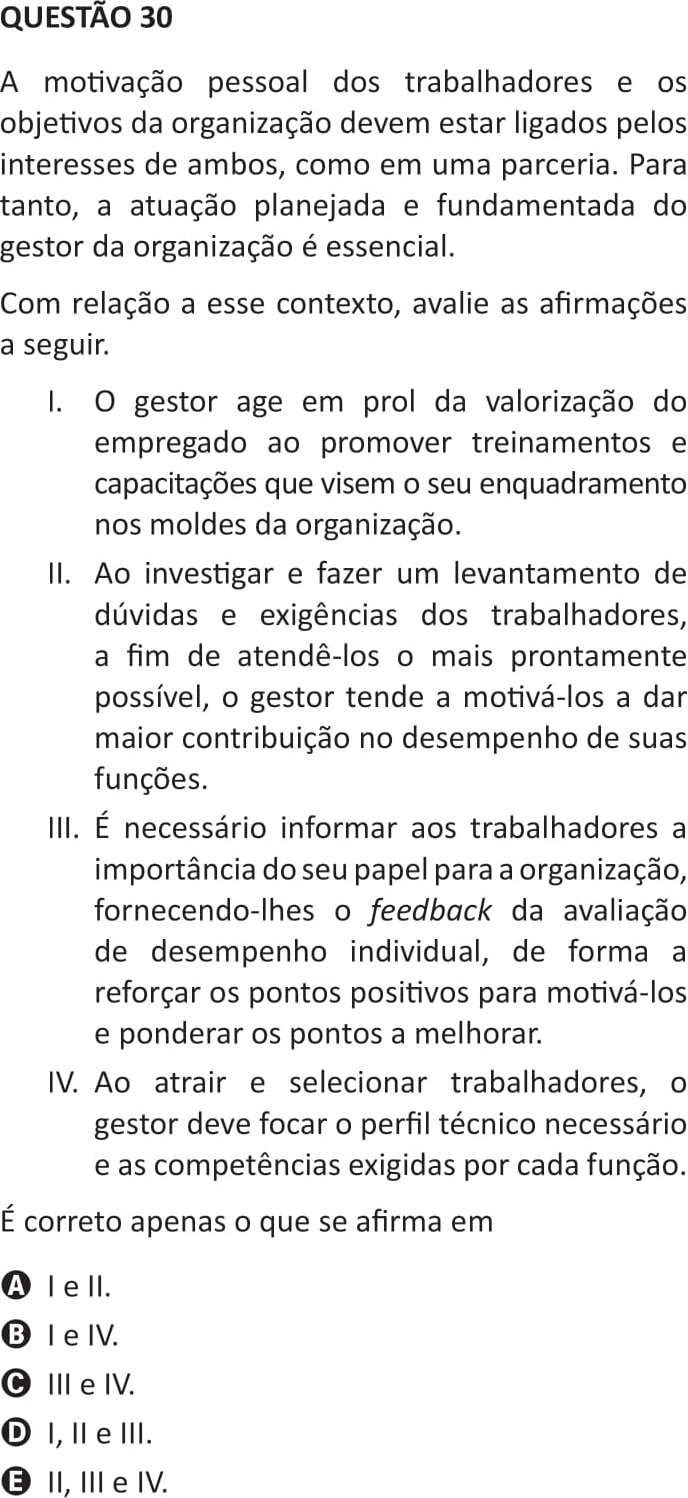 QUESTÃO 30
A motivação pessoal dos trabalhadores e os
objetivos da organização devem estar ligados pelos
interesses de ambos, como em uma parceria. Para
tanto, a atuação planejada e fundamentada do
gestor da organização é essencial.
Com relação a esse contexto, avalie as afirmações
a seguir.
I. O gestor age em prol da valorização do
empregado ao promover treinamentos e
capacitações que visem o seu enquadramento
nos moldes da organização.
II. Ao investigar e fazer um levantamento de
dúvidas e exigências dos trabalhadores,
a fim de atendê-los o mais prontamente
possível, o gestor tende a motivá-los a dar
maior contribuição no desempenho de suas
funções.
III. É necessário informar aos trabalhadores a
importância do seu papel para a organização,
fornecendo-lhes o feedback da avaliação
de desempenho individual, de forma a
reforçar os pontos positivos para motivá-los
e ponderar os pontos a melhorar.
IV. Ao atrair e selecionar trabalhadores, o
gestor deve focar o perfil técnico necessário
e as competências exigidas por cada função.
É correto apenas o que se afirma em
A I e II.
B I e IV.
C III e IV.
D I, II e III.
E II, III e IV.